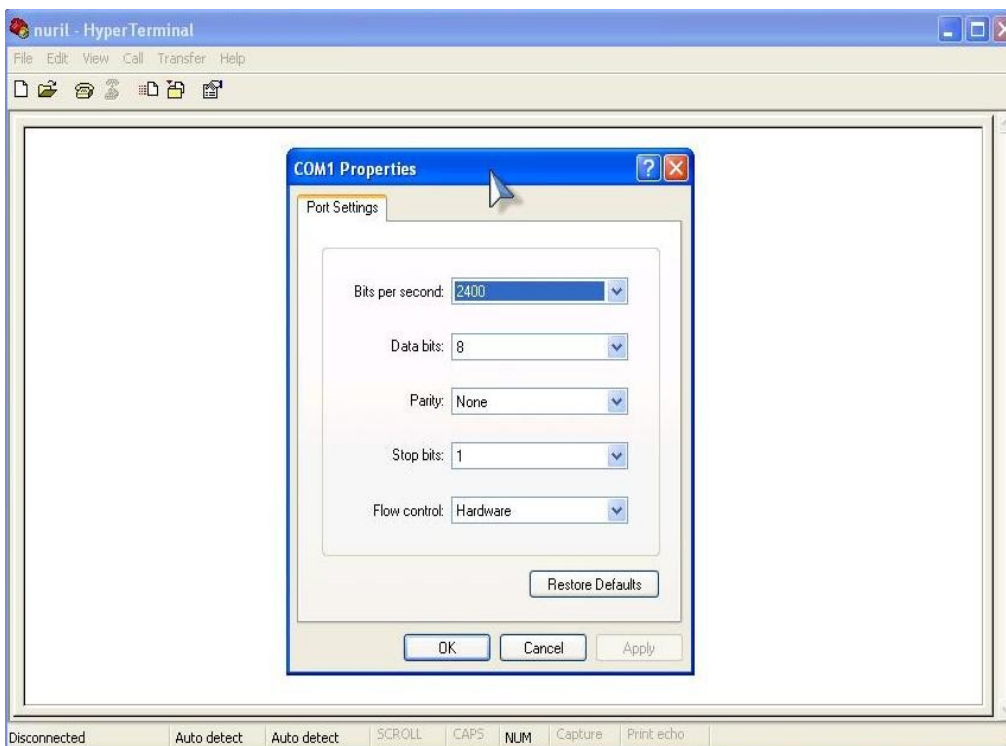 nuril - HyperTerminal
File Edit View Call Transfer Help
COM1 Properties
Port Settings
Bits per second: 2400
Data bits: 8
Parity: None
Stop bits: 1
Flow control: Hardware
Restore Defaults
OK Cancel Apply
Disconnected Auto detect Auto detect SCROLL CAPS NUM Capture Print echo